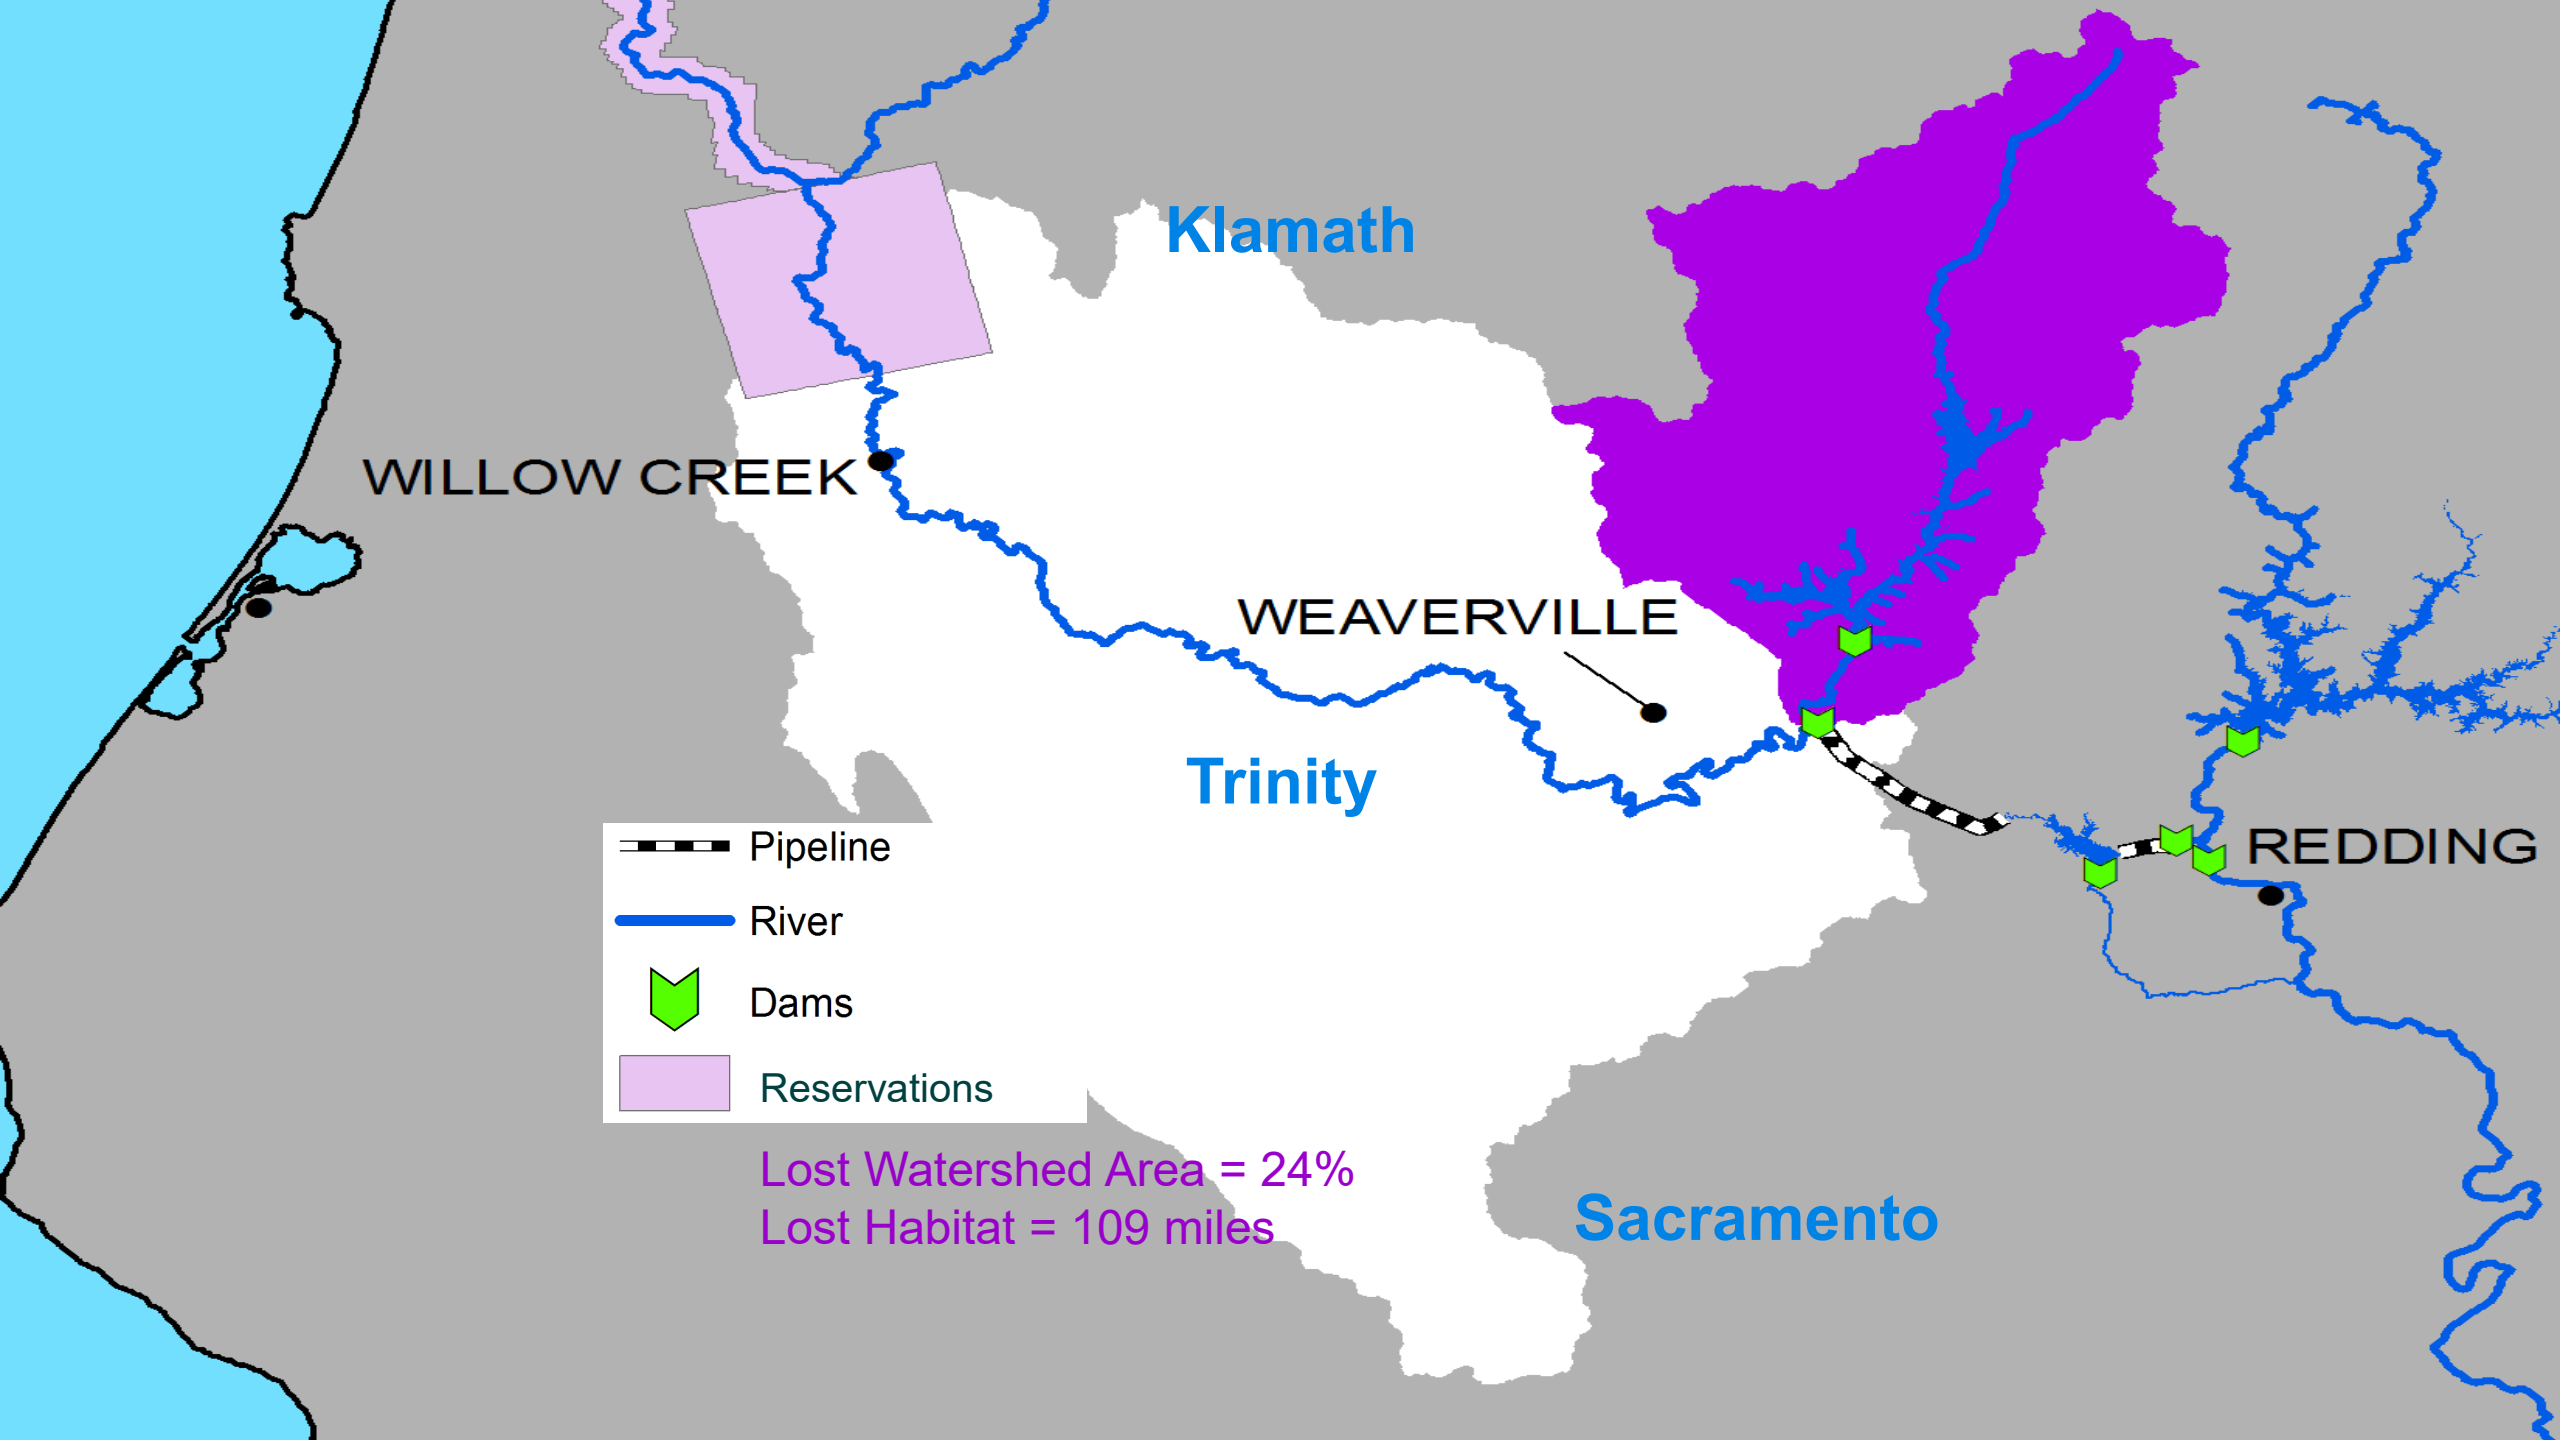 Klamath
WILLOW CREEK
WEAVERVILLE
Trinity
REDDING
Pipeline
River
Dams
Reservations
Lost Watershed Area = 24%
Lost Habitat = 109 miles
Sacramento